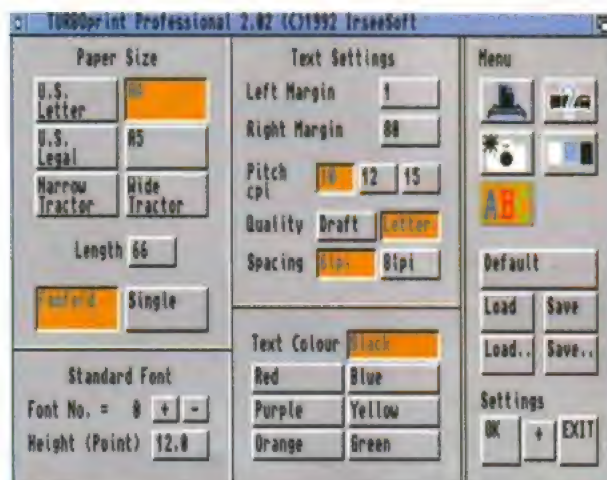 TURBOprint Professional 2.02 (C)1992 IrseeSoft
Paper Size
U.S. Letter
A4
U.S. Legal
A5
Narrow Tractor
Wide Tractor
Length 66
Fanfold
Single
Standard Font
Font No. = 0 + -
Height (Point) 12.0
Text Settings
Left Margin 1
Right Margin 80
Pitch cpi 10 12 15
Quality Draft Letter
Spacing 6lpi 8lpi
Text Colour Black
Red Blue
Purple Yellow
Orange Green
Menu
AB
Default
Load Save
Load.. Save..
Settings
OK + EXIT